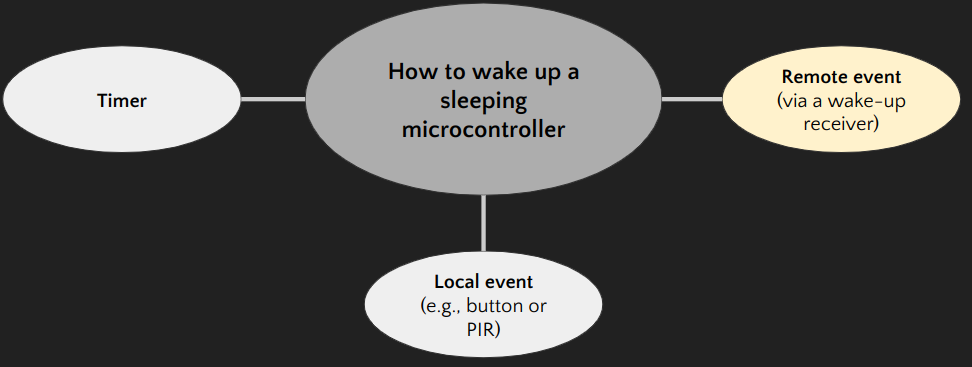 How to wake up a
sleeping
microcontroller
Timer
Remote event
(via a wake-up
receiver)
Local event
(e.g., button or
PIR)